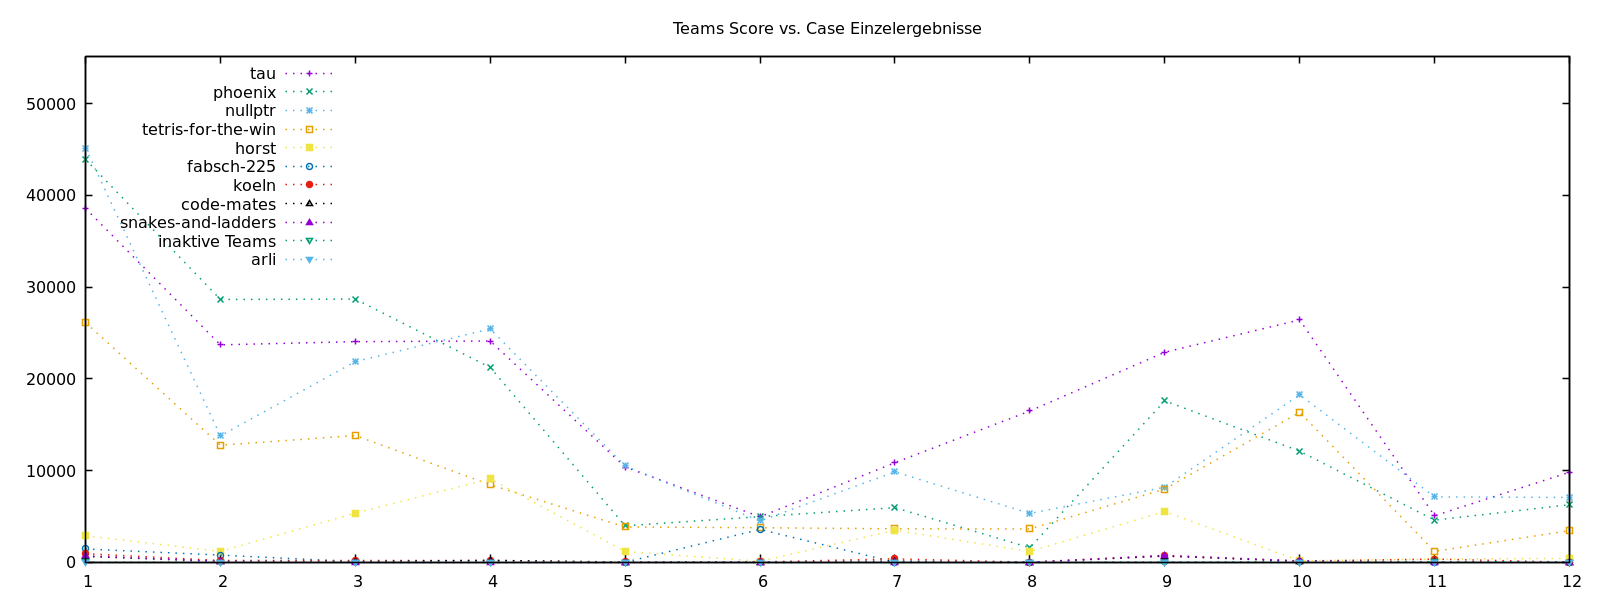 Teams Score vs. Case Einzelergebnisse
tau
phoenix
nullptr
tetris-for-the-win
horst
fabsch-225
koeln
code-mates
snakes-and-ladders
inaktive Teams
arli
50000
40000
30000
20000
10000
0
1 2 3 4 5 6 7 8 9 10 11 12